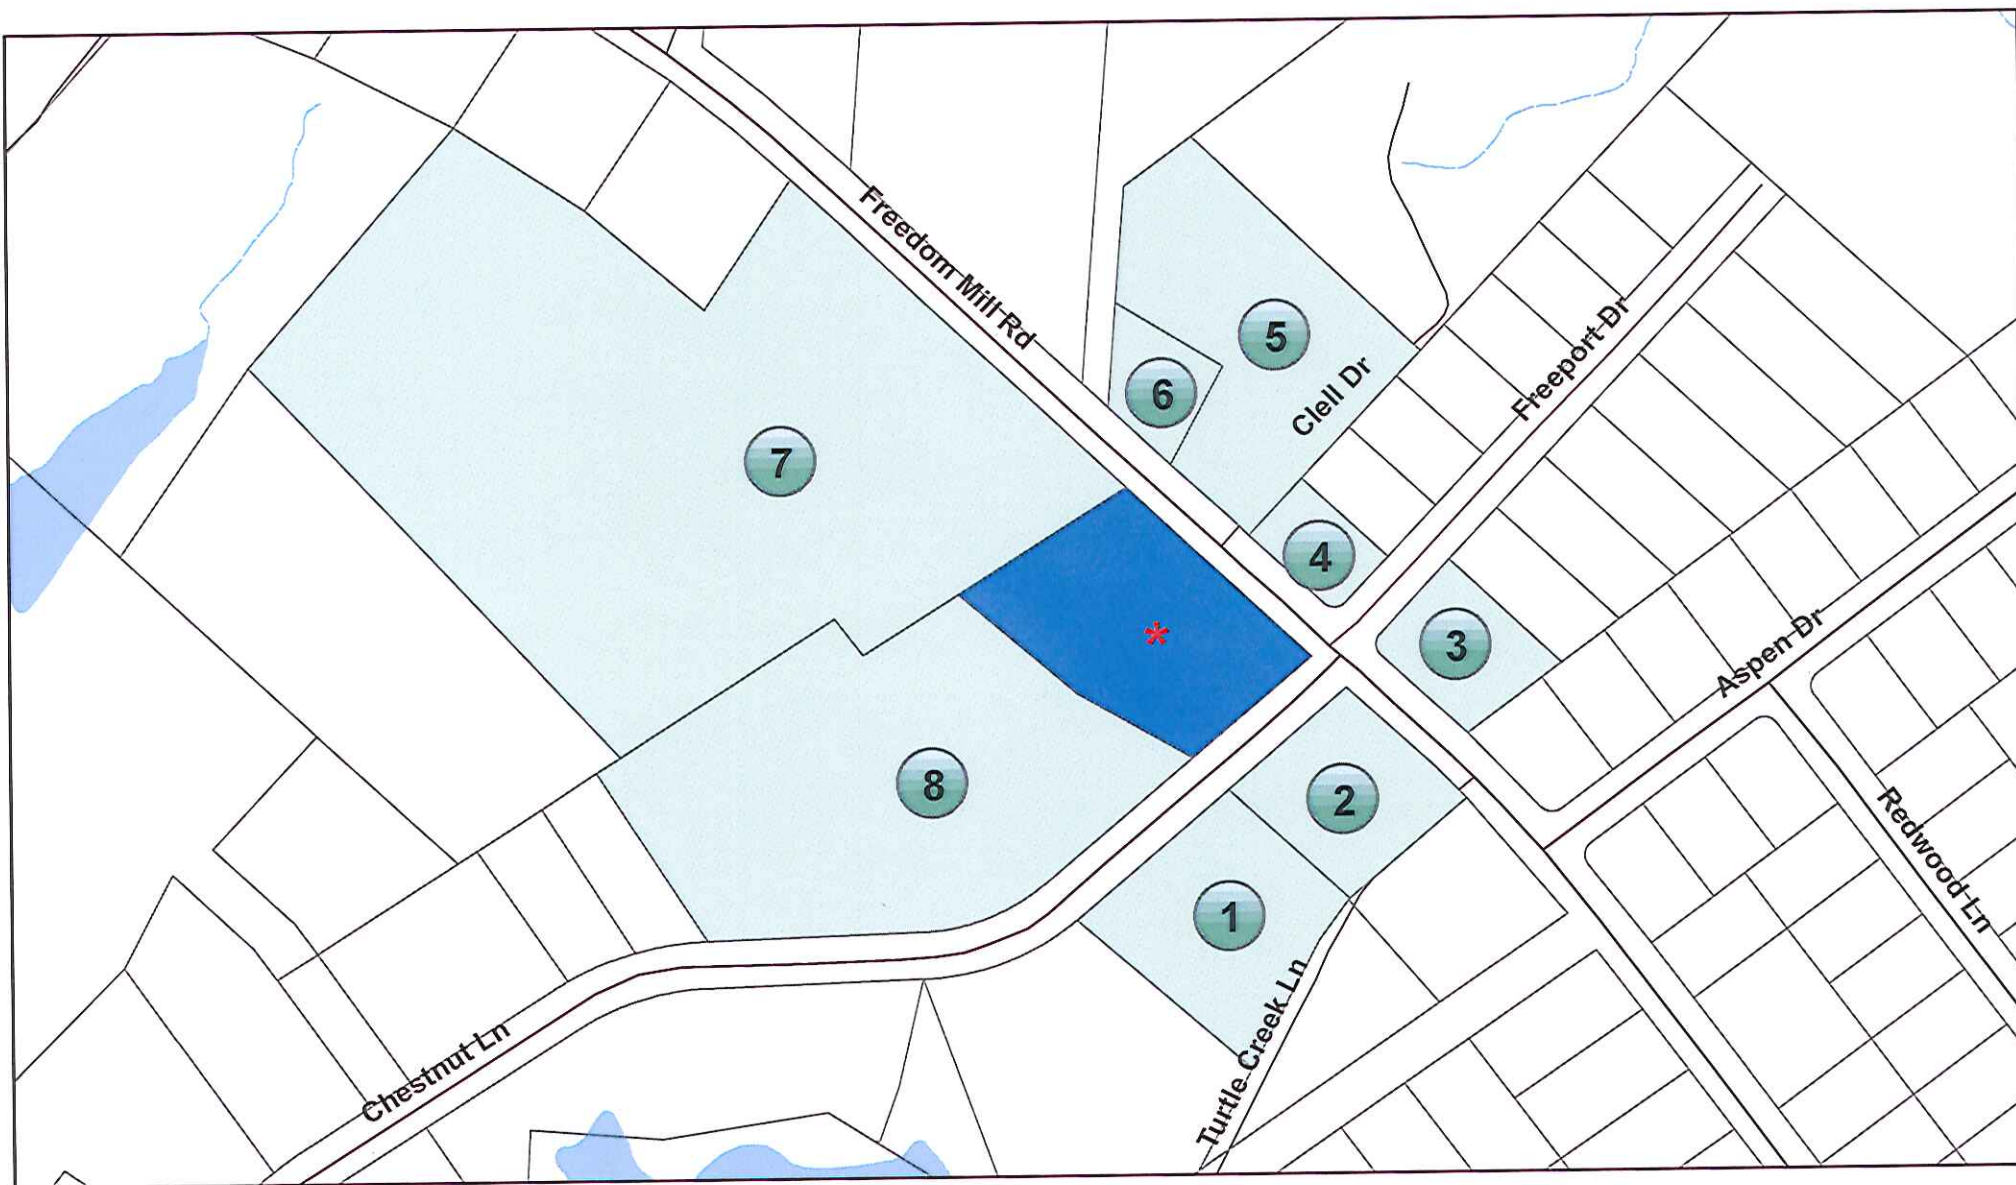 Freedom Mill Rd
5
6
Clell Dr
Freeport Dr
7
4
*
3
Aspen Dr
8
2
Redwood Ln
1
Turtle Creek Ln
Chestnut Ln